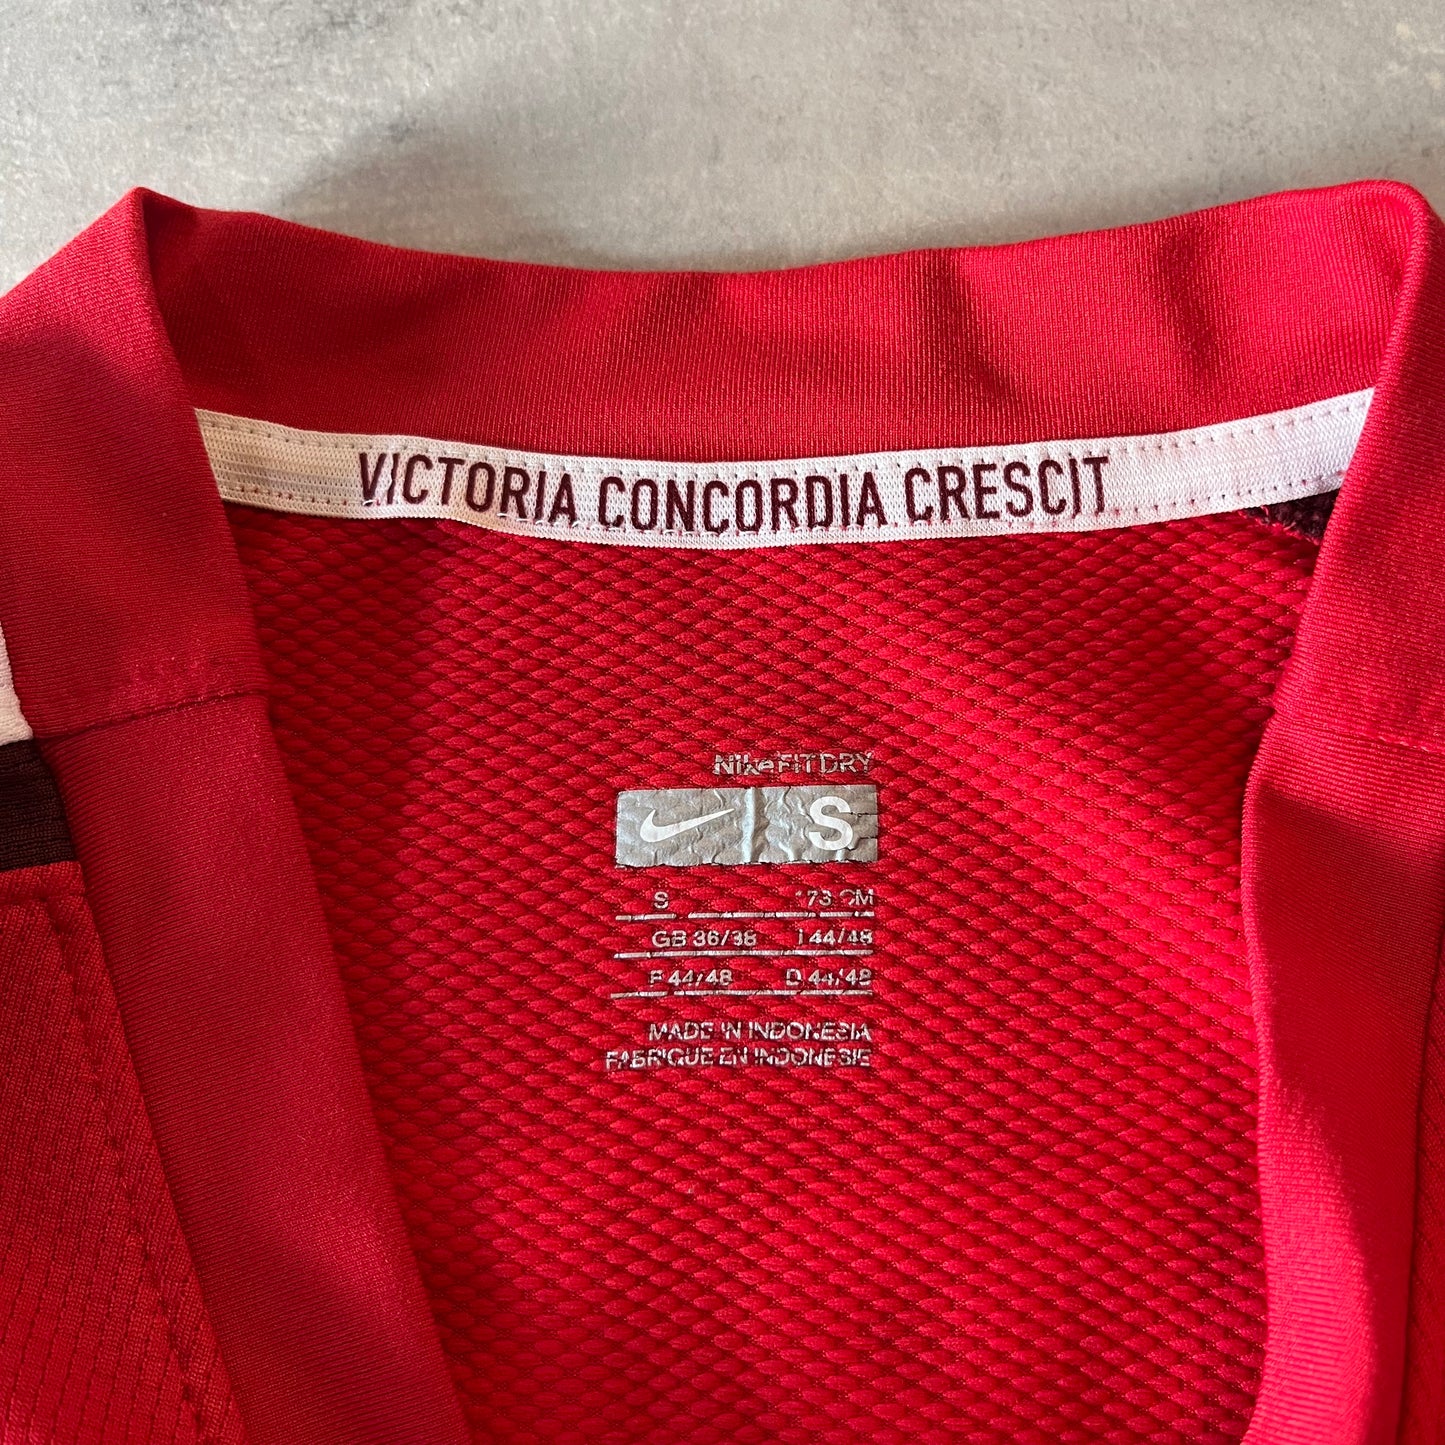 VICTORIA CONCORDIA CRESCIT
NIKE FIT DRY
S
S 173 CM
GB 36/38 I 44/48
F 44/48 D 44/48
MADE IN INDONESIA
FABRIQUE EN INDONESIE